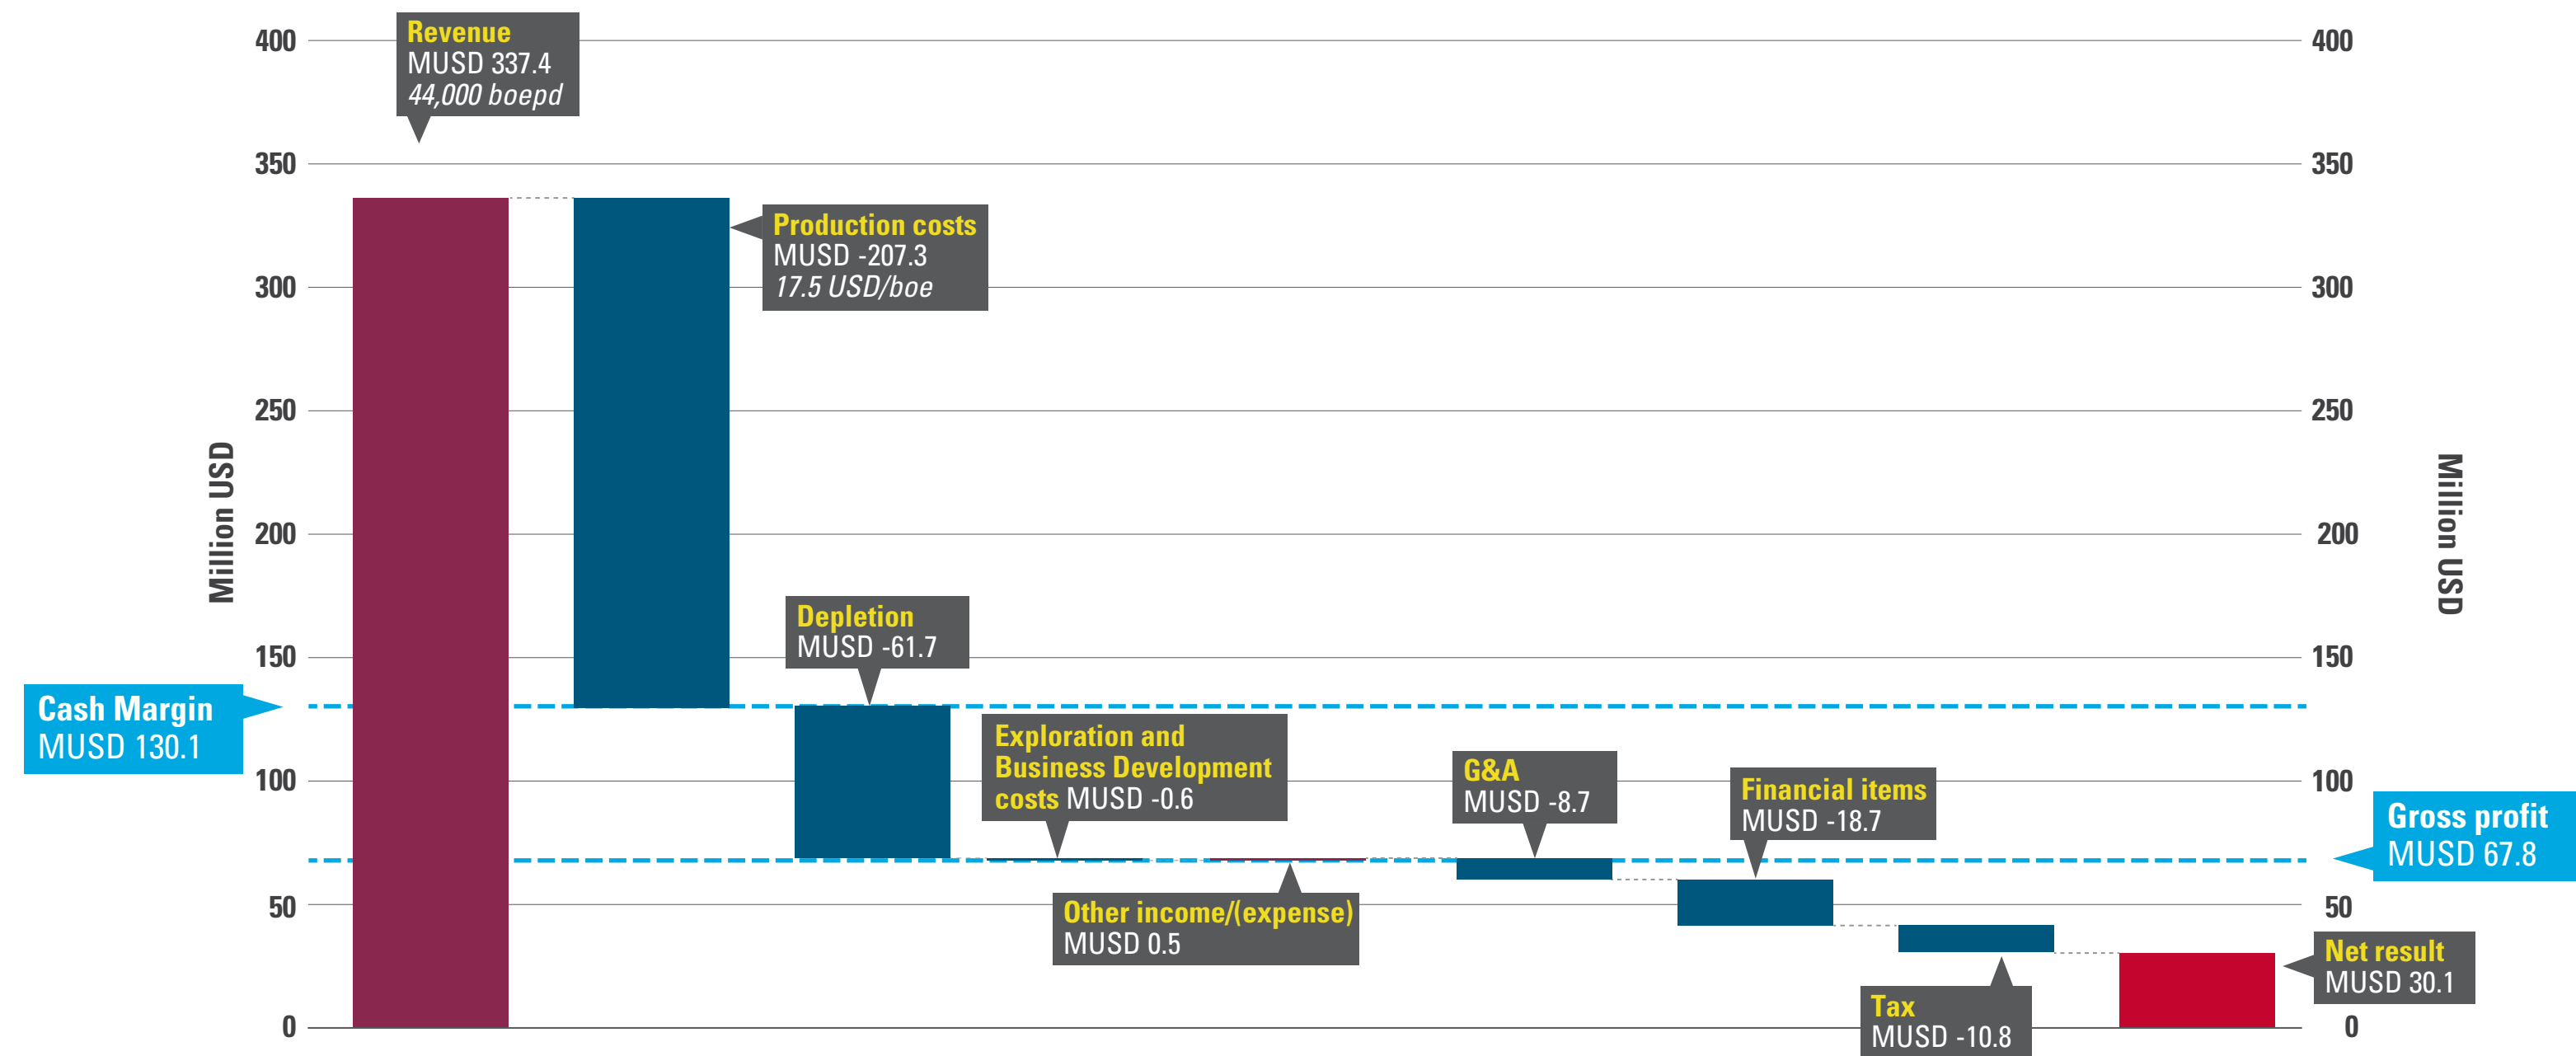 400
350
300
250
200
150
100
50
0
Million USD
Revenue
MUSD 337.4
44,000 boepd
Production costs
MUSD -207.3
17.5 USD/boe
Cash Margin
MUSD 130.1
Depletion
MUSD -61.7
Exploration and
Business Development
costs MUSD -0.6
Other income/(expense)
MUSD 0.5
G&A
MUSD -8.7
Financial items
MUSD -18.7
Tax
MUSD -10.8
Gross profit
MUSD 67.8
Net result
MUSD 30.1
400
350
300
250
200
150
100
50
0
Million USD